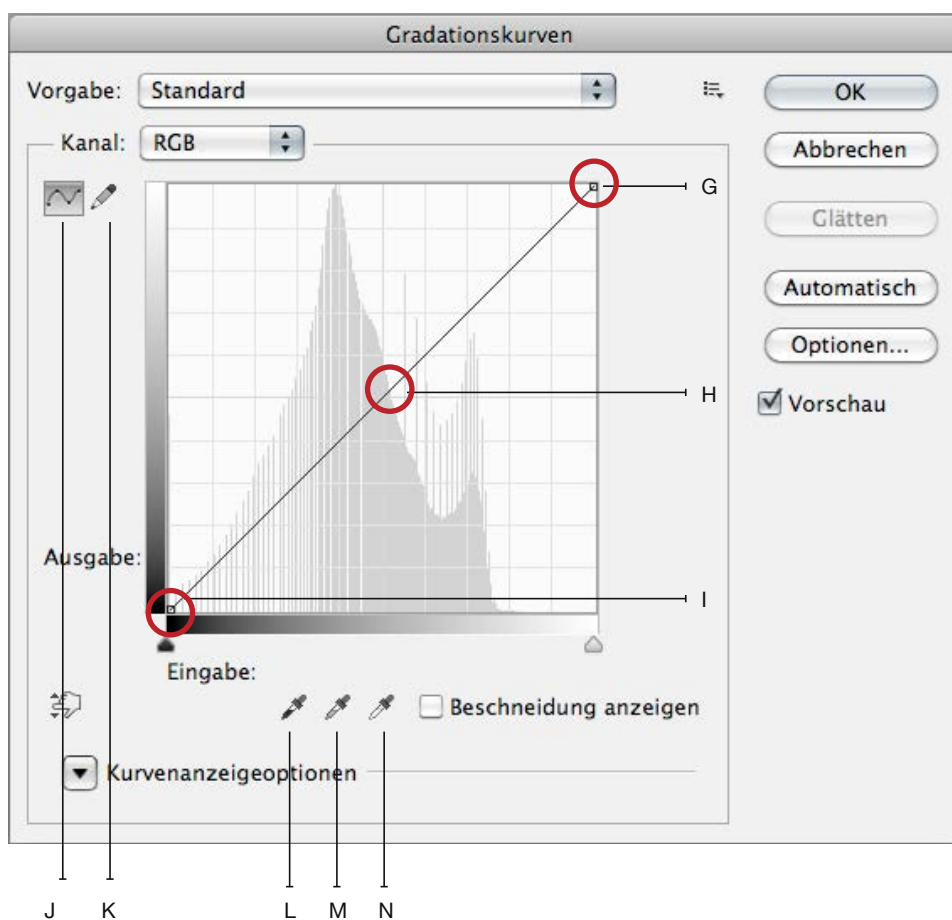 Gradationskurven
Vorgabe: Standard
OK
Kanal: RGB
Abbrechen
G
Glätten
Automatisch
Optionen...
H
Vorschau
Ausgabe:
I
Eingabe:
Beschneidung anzeigen
Kurvenanzeigeoptionen
J K L M N